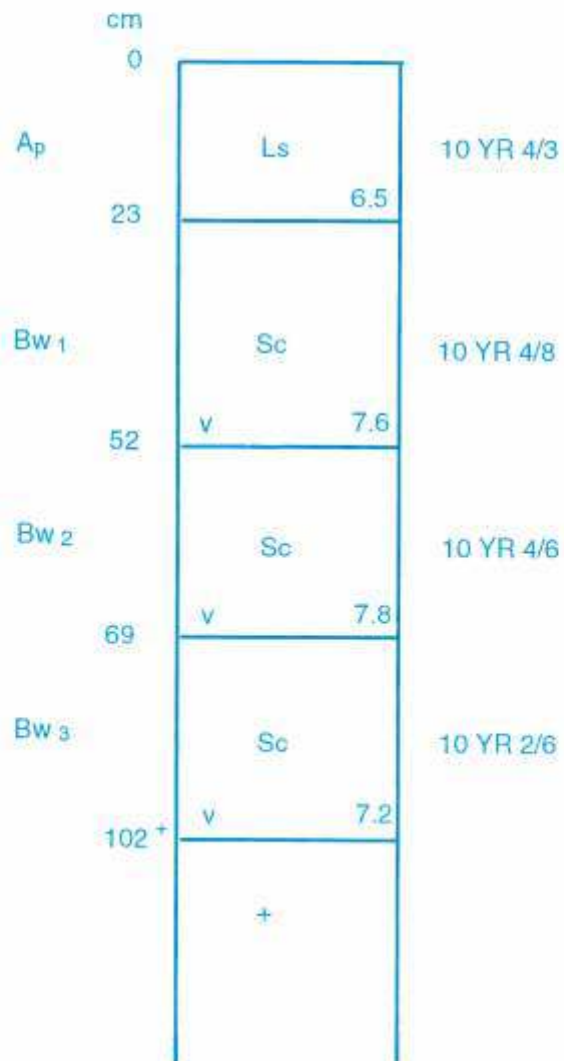 cm
0
Ap Ls 10 YR 4/3
6.5
23
Bw 1 Sc 10 YR 4/8
v 7.6
52
Bw 2 Sc 10 YR 4/6
v 7.8
69
Bw 3 Sc 10 YR 2/6
v 7.2
102 +
+